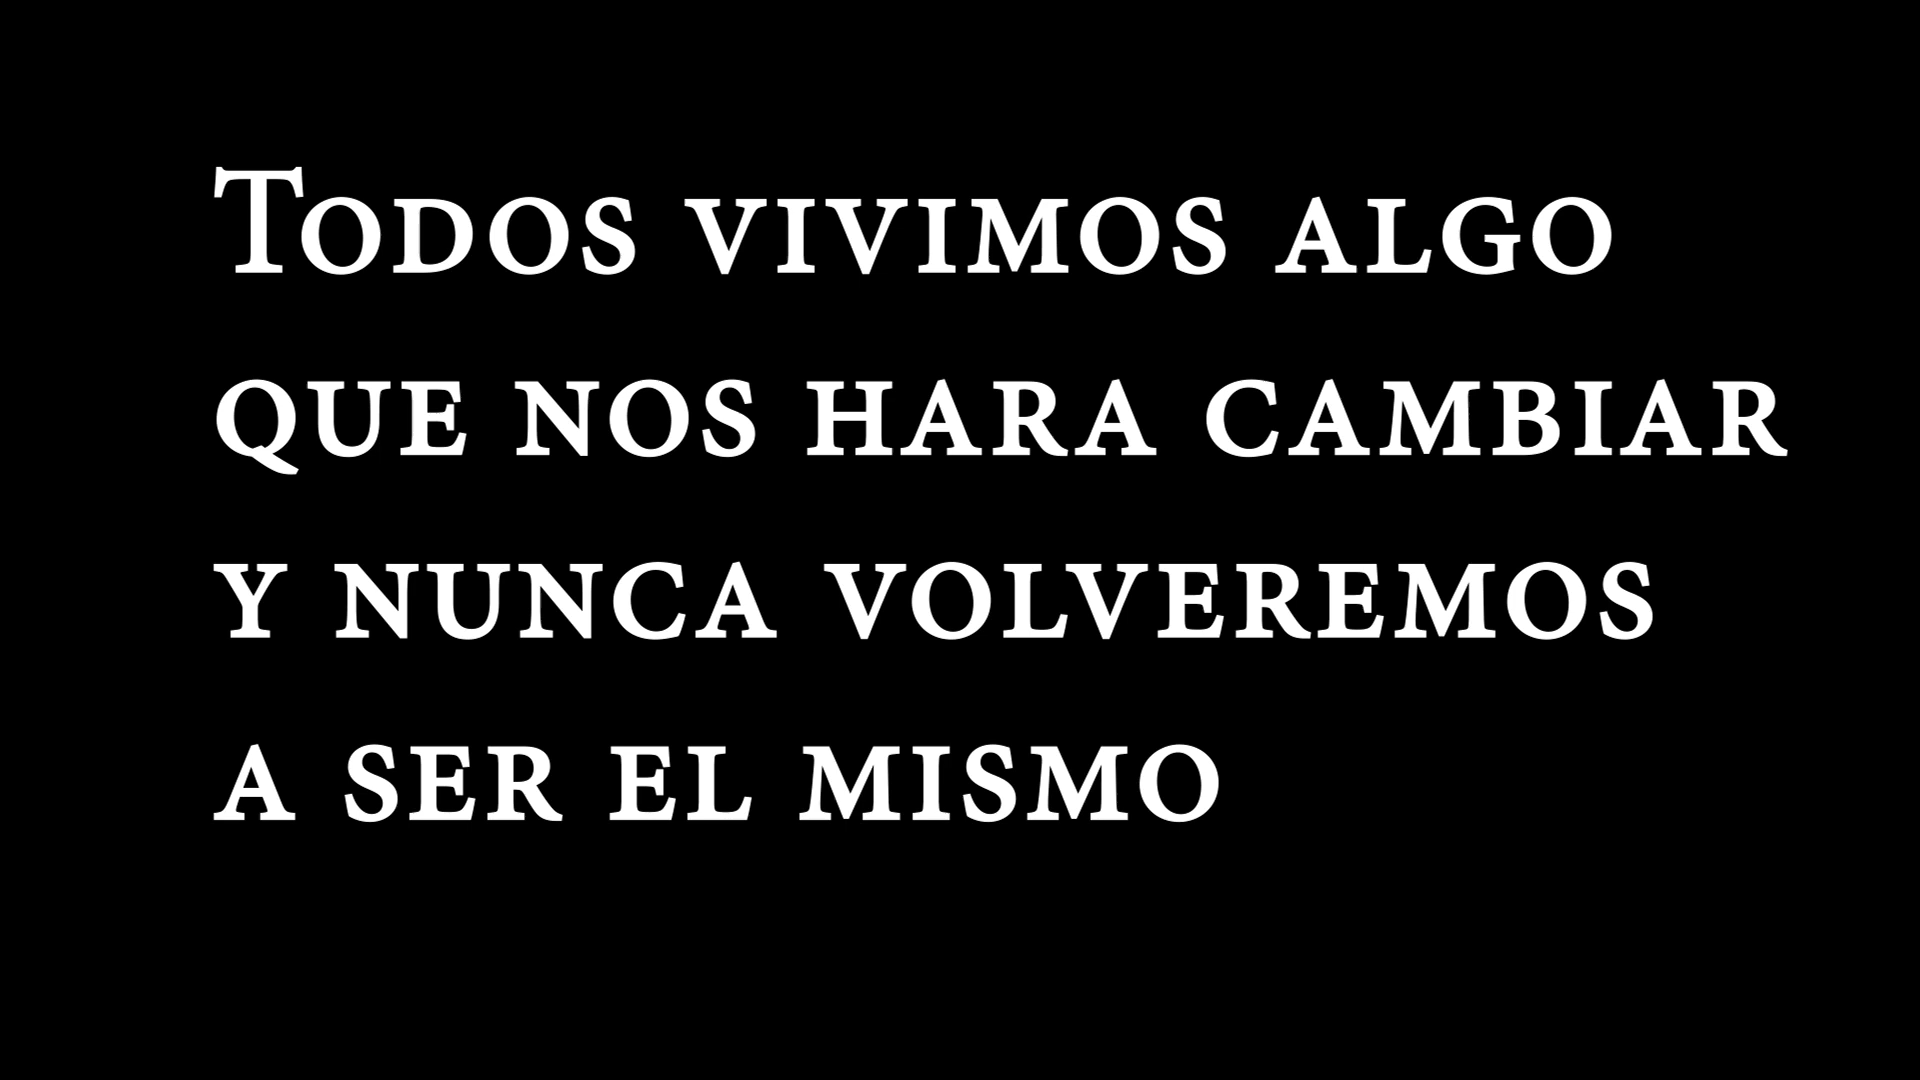 Todos vivimos algo
que nos hara cambiar
y nunca volveremos
a ser el mismo